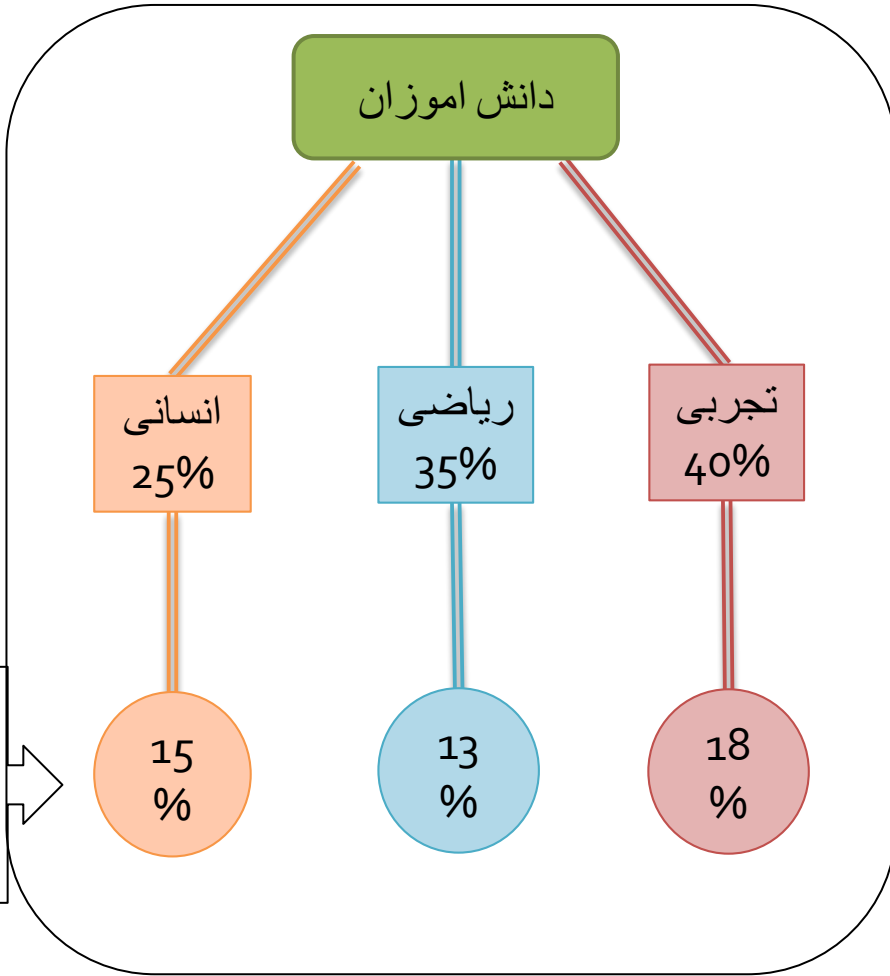 دانش اموزان
تجربی
40%
ریاضی
35%
انسانی
25%
18
%
13
%
15
%